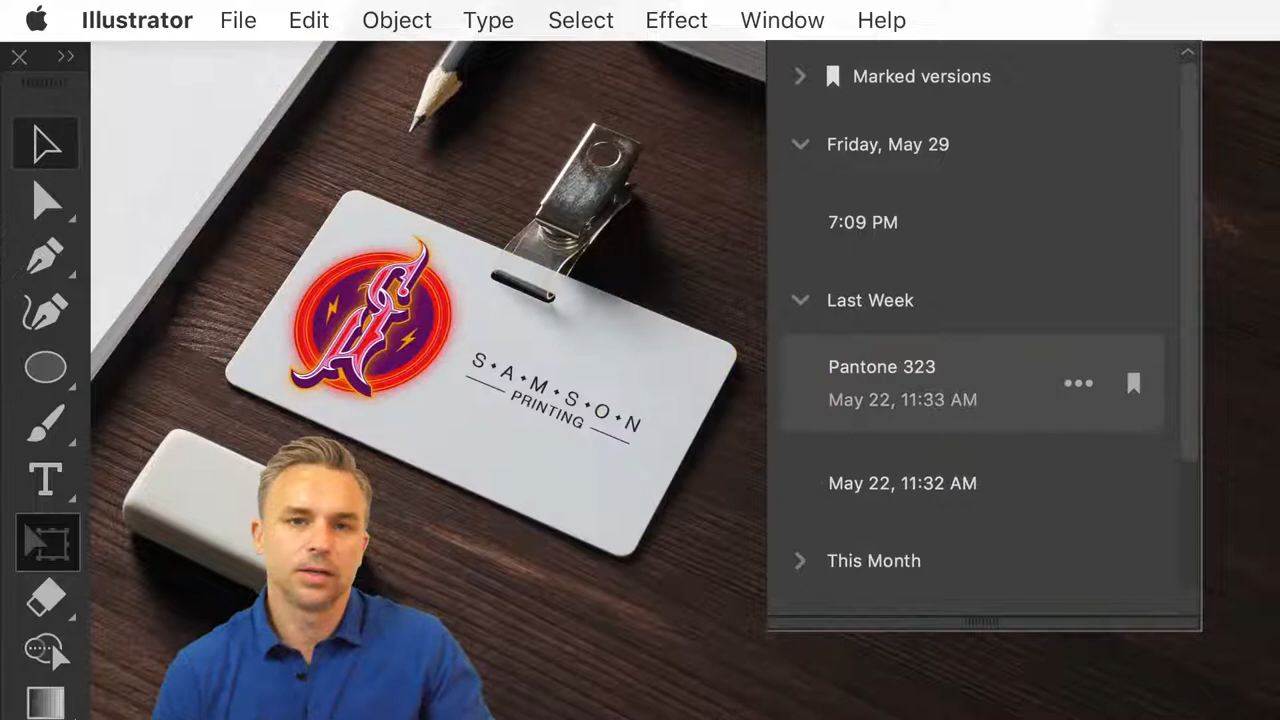 Illustrator File Edit Object Type Select Effect Window Help
Marked versions
Friday, May 29
7:09 PM
Last Week
Pantone 323
May 22, 11:33 AM
May 22, 11:32 AM
This Month
S•A•M•S•O•N
PRINTING